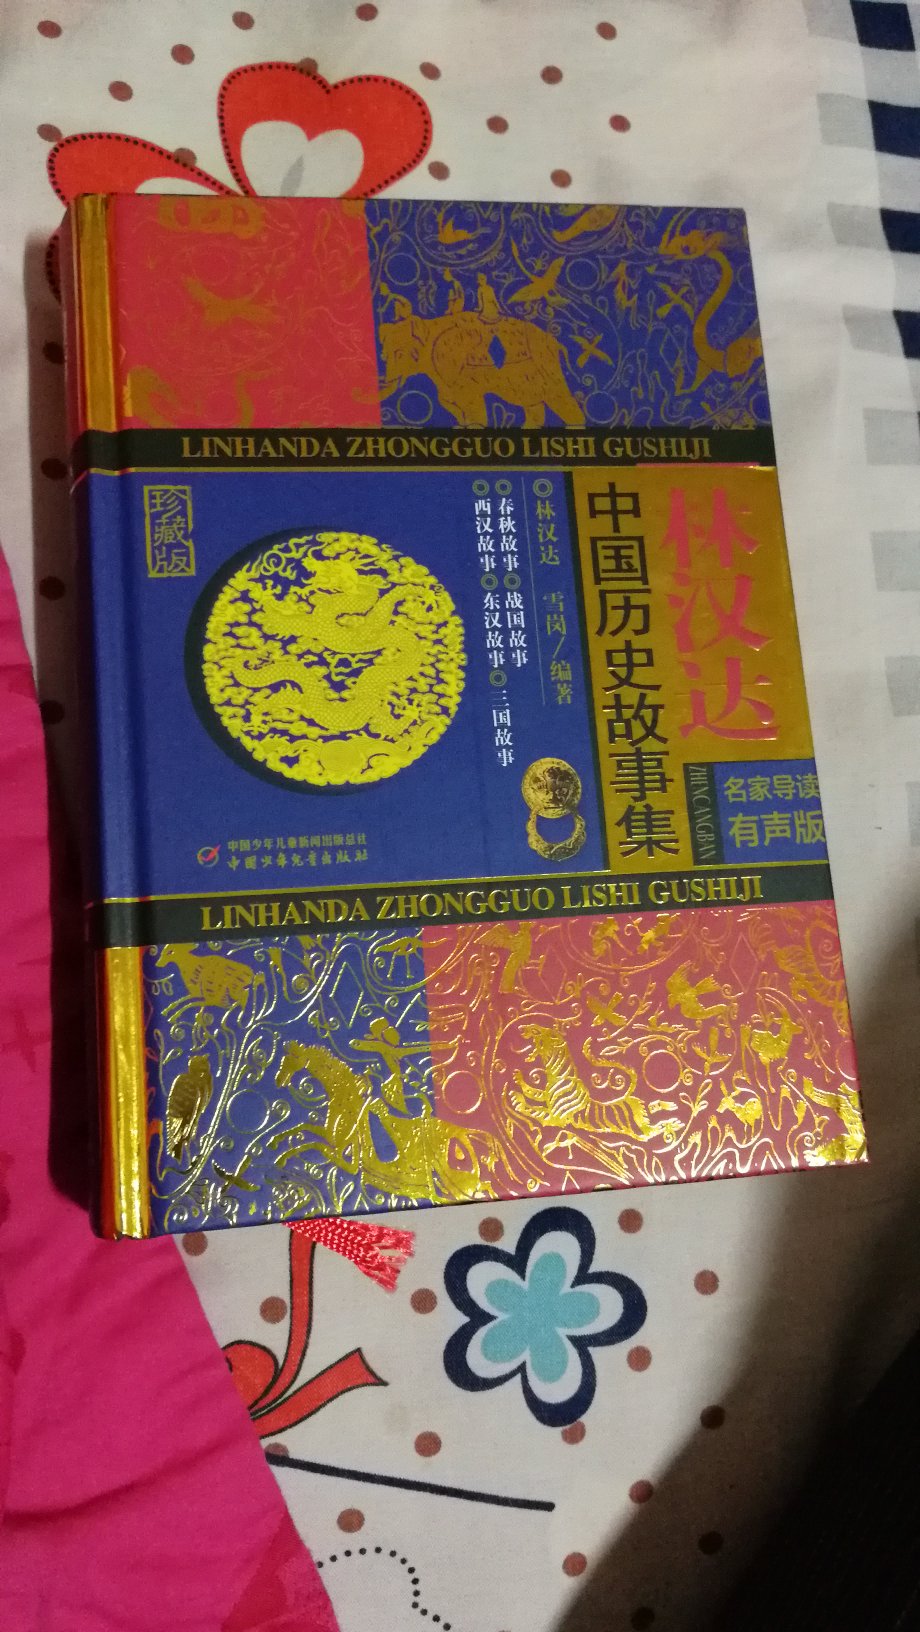 LINHANDA ZHONGGUO LISHI GUSHIJI
林汉达
中国历史故事集
ZHENCANGBAN
名家导读
有声版
◎林汉达 雪岗/编著
◎春秋故事◎战国故事
◎西汉故事◎东汉故事◎三国故事
珍藏版
中国少年儿童新闻出版总社
中国少年儿童出版社
LINHANDA ZHONGGUO LISHI GUSHIJI